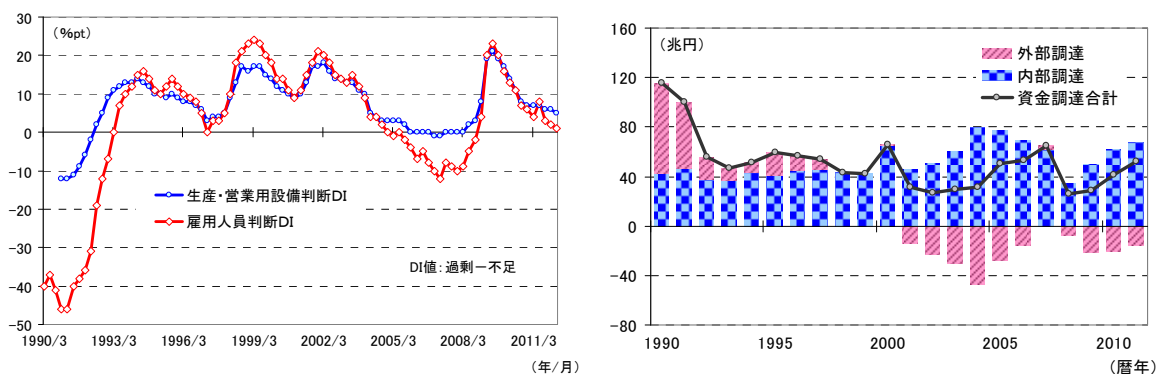 (%pt)
30
20
10
0
-10
-20
-30
-40
-50
生産・営業用設備判断DI
雇用人員判断DI
DI値：過剰－不足
1990/3 1993/3 1996/3 1999/3 2002/3 2005/3 2008/3 2011/3
(年/月)
(兆円)
160
120
80
40
0
-40
-80
外部調達
内部調達
資金調達合計
1990 1995 2000 2005 2010
(暦年)